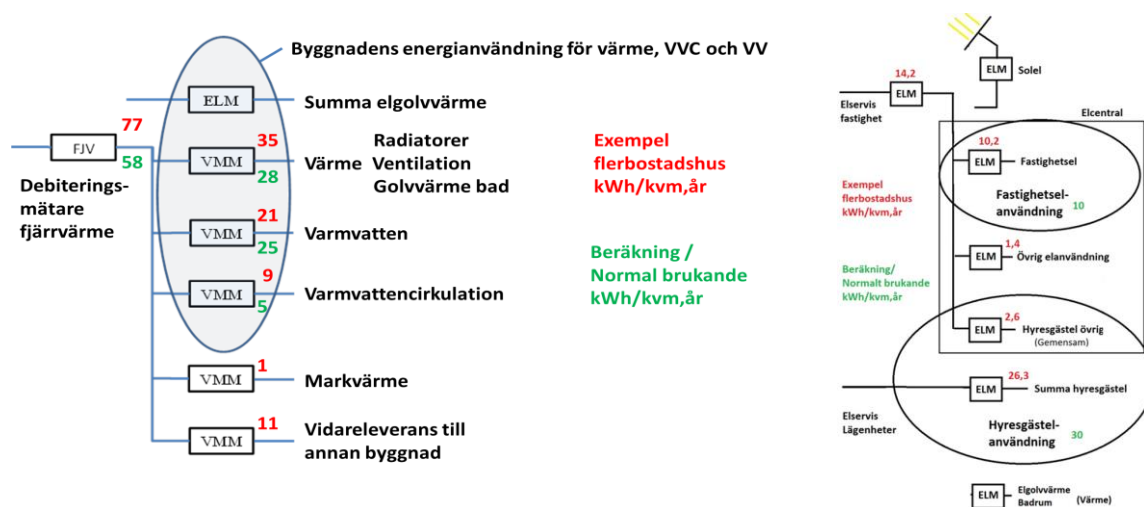 Byggnadens energianvändning för värme, VVC och VV
ELM
Summa elgolvvärme
77
FJV
58
Debiterings-
mätare
fjärrvärme
35
VMM
28
Värme
Radiatorer
Ventilation
Golvvärme bad
Exempel
flerbostadshus
kWh/kvm,år
21
VMM
25
Varmvatten
9
VMM
5
Varmvattencirkulation
Beräkning /
Normal brukande
kWh/kvm,år
1
VMM
Markvärme
11
VMM
Vidareleverans till
annan byggnad
ELM
Solel
14,2
ELM
Elservis
fastighet
Elcentral
10,2
ELM
Fastighetsel
Fastighetsel-
användning
10
Exempel
flerbostadshus
kWh/kvm,år
1,4
ELM
Övrig elanvändning
Beräkning/
Normalt brukande
kWh/kvm,år
2,6
ELM
Hyresgästel övrig
(Gemensam)
26,3
ELM
Summa hyresgästel
Elservis
Lägenheter
Hyresgästel-
användning
30
ELM
Elgolvvärme
Badrum
(Värme)